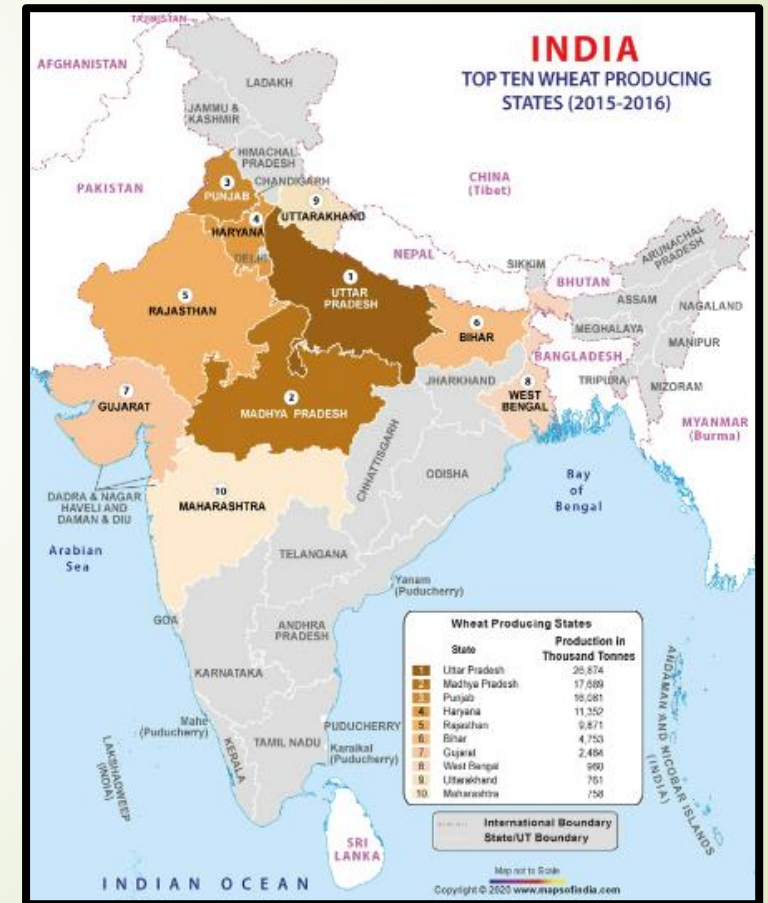 INDIA
TOP TEN WHEAT PRODUCING
STATES (2015-2016)
TAJIKISTAN
AFGHANISTAN
LADAKH
JAMMU &
KASHMIR
HIMACHAL
PRADESH
CHINA
(Tibet)
PAKISTAN
3
PUNJAB
CHANDIGARH
9
UTTARAKHAND
4
HARYANA
DELHI
NEPAL
ARUNACHAL
PRADESH
SIKKIM
BHUTAN
1
UTTAR
PRADESH
5
RAJASTHAN
ASSAM
NAGALAND
6
BIHAR
MEGHALAYA
MANIPUR
BANGLADESH
TRIPURA
MIZORAM
JHARKHAND
8
WEST
BENGAL
7
GUJARAT
2
MADHYA PRADESH
MYANMAR
(Burma)
CHHATTISGARH
ODISHA
Bay
of
Bengal
DADRA & NAGAR
HAVELI AND
DAMAN & DIU
10
MAHARASHTRA
Arabian
Sea
TELANGANA
Yanam
(Puducherry)
GOA
ANDHRA
PRADESH
KARNATAKA
Mahe
(Puducherry)
PUDUCHERRY
KERALA
TAMIL NADU
Karaikal
(Puducherry)
LAKSHADWEEP
(INDIA)
ANDAMAN AND NICOBAR ISLANDS
(INDIA)
SRI
LANKA
INDIAN OCEAN
Wheat Producing States
State Production in
Thousand Tonnes
1 Uttar Pradesh 26,874
2 Madhya Pradesh 17,689
3 Punjab 16,081
4 Haryana 11,352
5 Rajasthan 9,871
6 Bihar 4,753
7 Gujarat 2,484
8 West Bengal 960
9. Uttarakhand 761
10. Maharashtra 758
International Boundary
State/UT Boundary
Map not to Scale
Copyright © 2020 www.mapsofindia.com